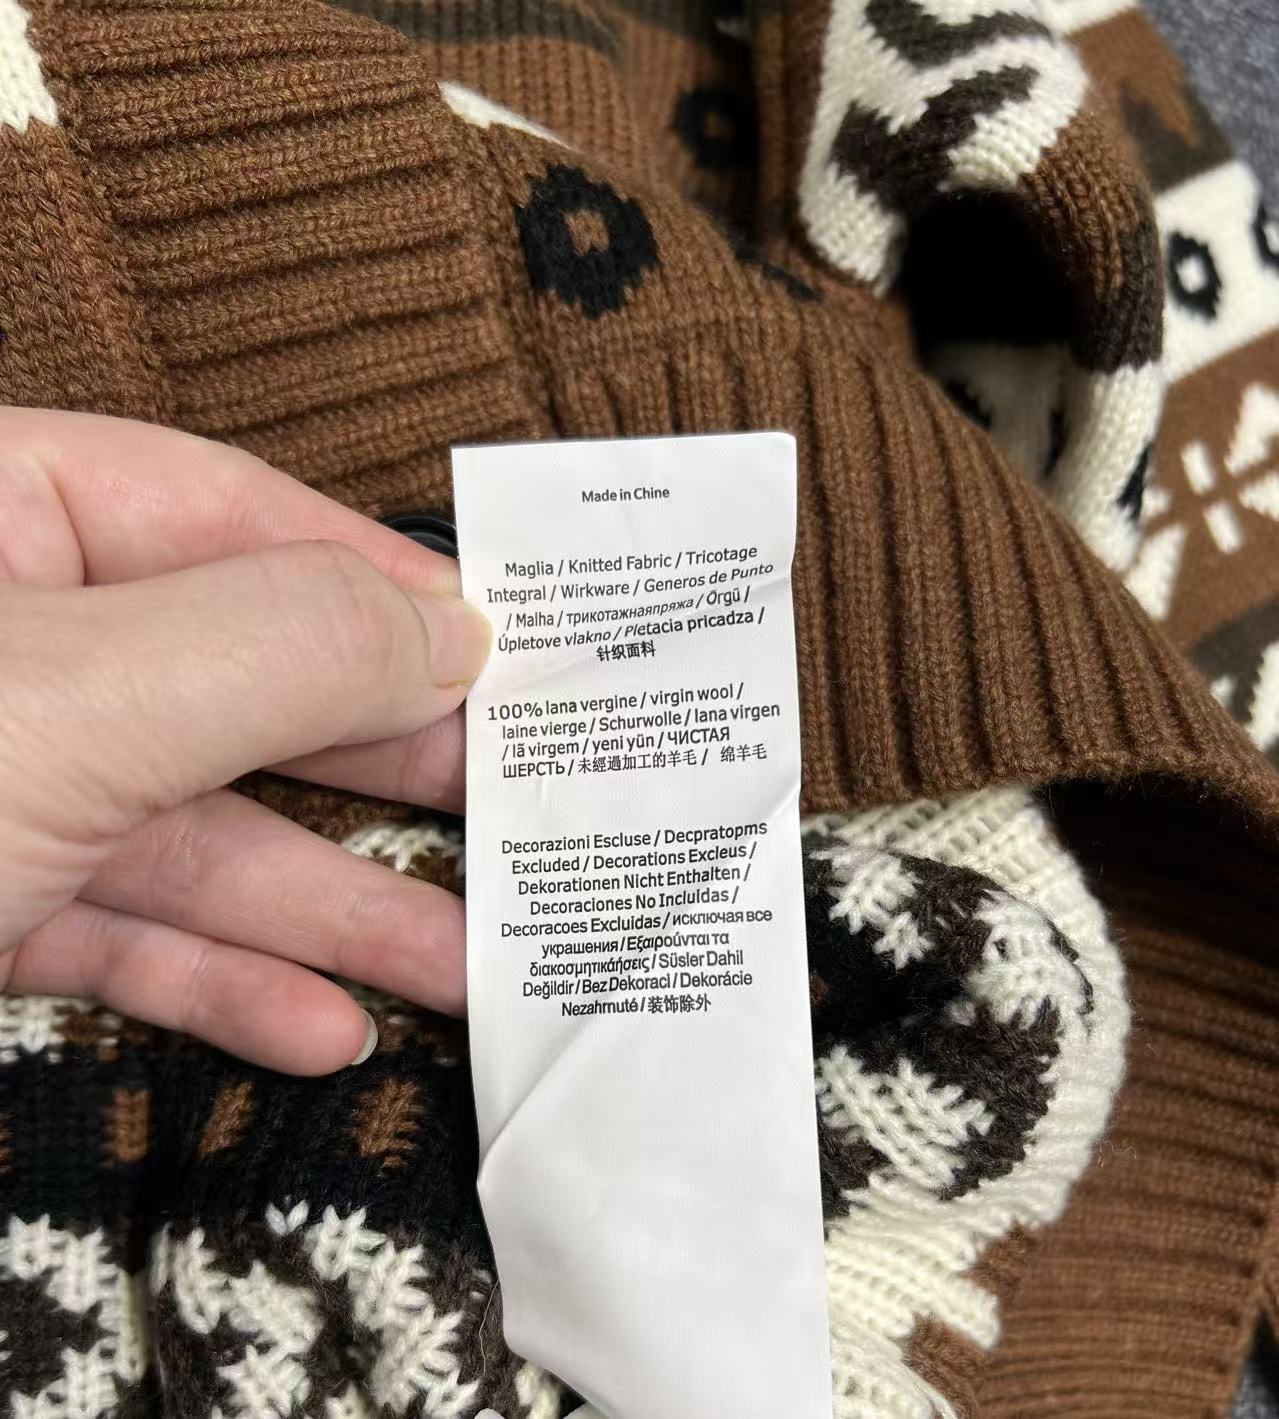 Made in Chine
Maglia / Knitted Fabric / Tricotage
Integral / Wirkware / Generos de Punto
/ Malha / трикотажнаяпряжа / Örgü /
Úpletove vlakno / Pletacia pricadza /
针织面料
100% lana vergine / virgin wool /
laine vierge / Schurwolle / lana virgen
/ lã virgem / yeni yün / ЧИСТАЯ
ШЕРСТЬ / 未經過加工的羊毛 / 绵羊毛
Decorazioni Escluse / Decpratopms
Excluded / Decorations Excleus /
Dekorationen Nicht Enthalten /
Decoraciones No Incluldas /
Decoracoes Excluidas / исключая все
украшения / Εξαιρούνται τα
διακοσμητικάήσεις / Süsler Dahil
Değildir / Bez Dekoraci / Dekorácie
Nezahrnuté / 装饰除外